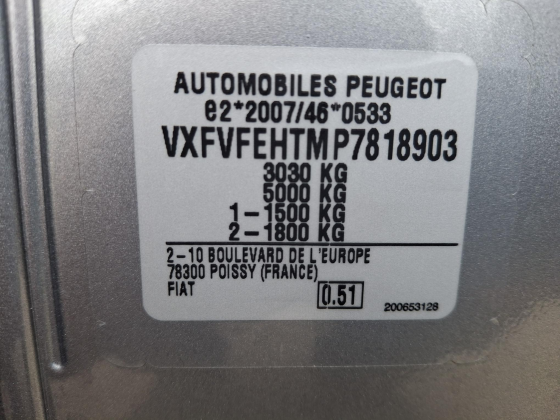 AUTOMOBILES PEUGEOT
e2*2007/46*0533
VXFVFEHTMP7818903
3030 KG
5000 KG
1-1500 KG
2-1800 KG
2-10 BOULEVARD DE L'EUROPE
78300 POISSY (FRANCE)
FIAT 0.51 200653128